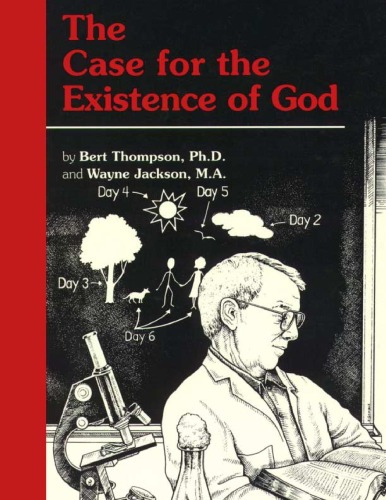 The
Case for the
Existence of God
by Bert Thompson, Ph.D.
and Wayne Jackson, M.A.
Day 4
Day 5
Day 2
Day 3
Day 6